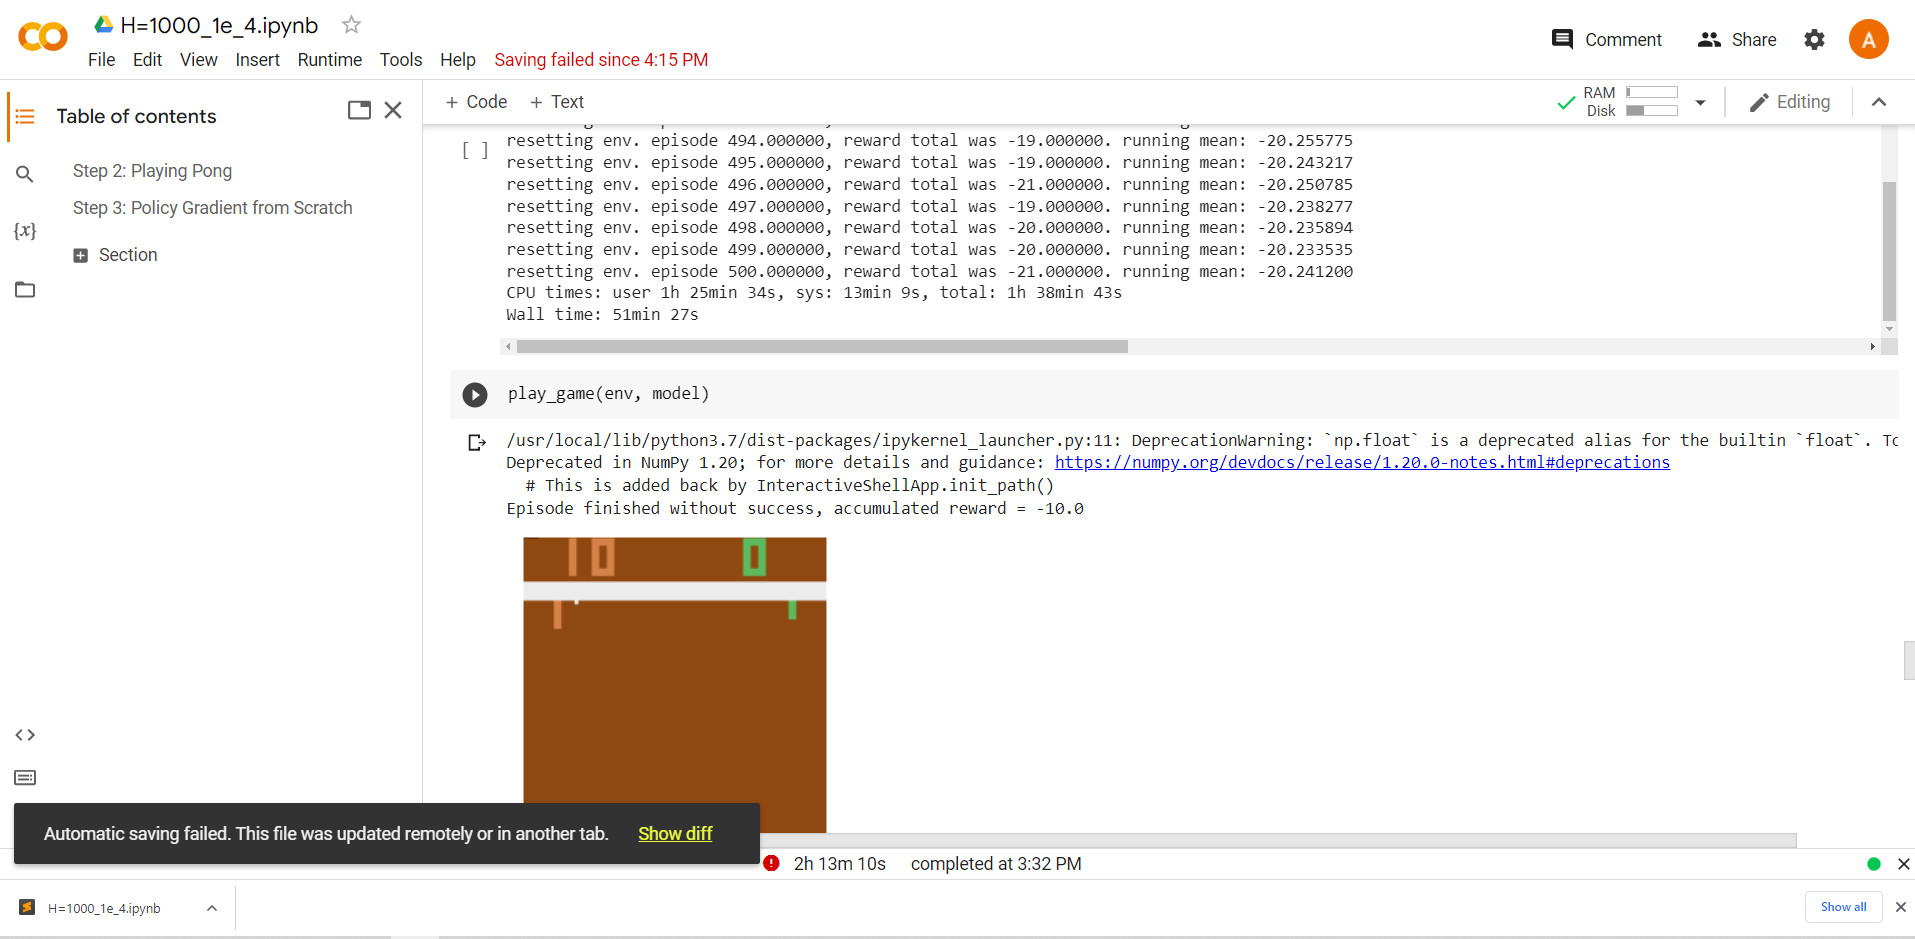 H=1000_1e_4.ipynb
File Edit View Insert Runtime Tools Help Saving failed since 4:15 PM
Comment Share A
Table of contents
Step 2: Playing Pong
Step 3: Policy Gradient from Scratch
Section
{x}
+ Code + Text
RAM
Disk
Editing
[ ]
resetting env. episode 494.000000, reward total was -19.000000. running mean: -20.255775
resetting env. episode 495.000000, reward total was -19.000000. running mean: -20.243217
resetting env. episode 496.000000, reward total was -21.000000. running mean: -20.250785
resetting env. episode 497.000000, reward total was -19.000000. running mean: -20.238277
resetting env. episode 498.000000, reward total was -20.000000. running mean: -20.235894
resetting env. episode 499.000000, reward total was -20.000000. running mean: -20.233535
resetting env. episode 500.000000, reward total was -21.000000. running mean: -20.241200
CPU times: user 1h 25min 34s, sys: 13min 9s, total: 1h 38min 43s
Wall time: 51min 27s
play_game(env, model)
/usr/local/lib/python3.7/dist-packages/ipykernel_launcher.py:11: DeprecationWarning: `np.float` is a deprecated alias for the builtin `float`. To
Deprecated in NumPy 1.20; for more details and guidance: https://numpy.org/devdocs/release/1.20.0-notes.html#deprecations
# This is added back by InteractiveShellApp.init_path()
Episode finished without success, accumulated reward = -10.0
10 0
Automatic saving failed. This file was updated remotely or in another tab. Show diff
2h 13m 10s completed at 3:32 PM
H=1000_1e_4.ipynb
Show all